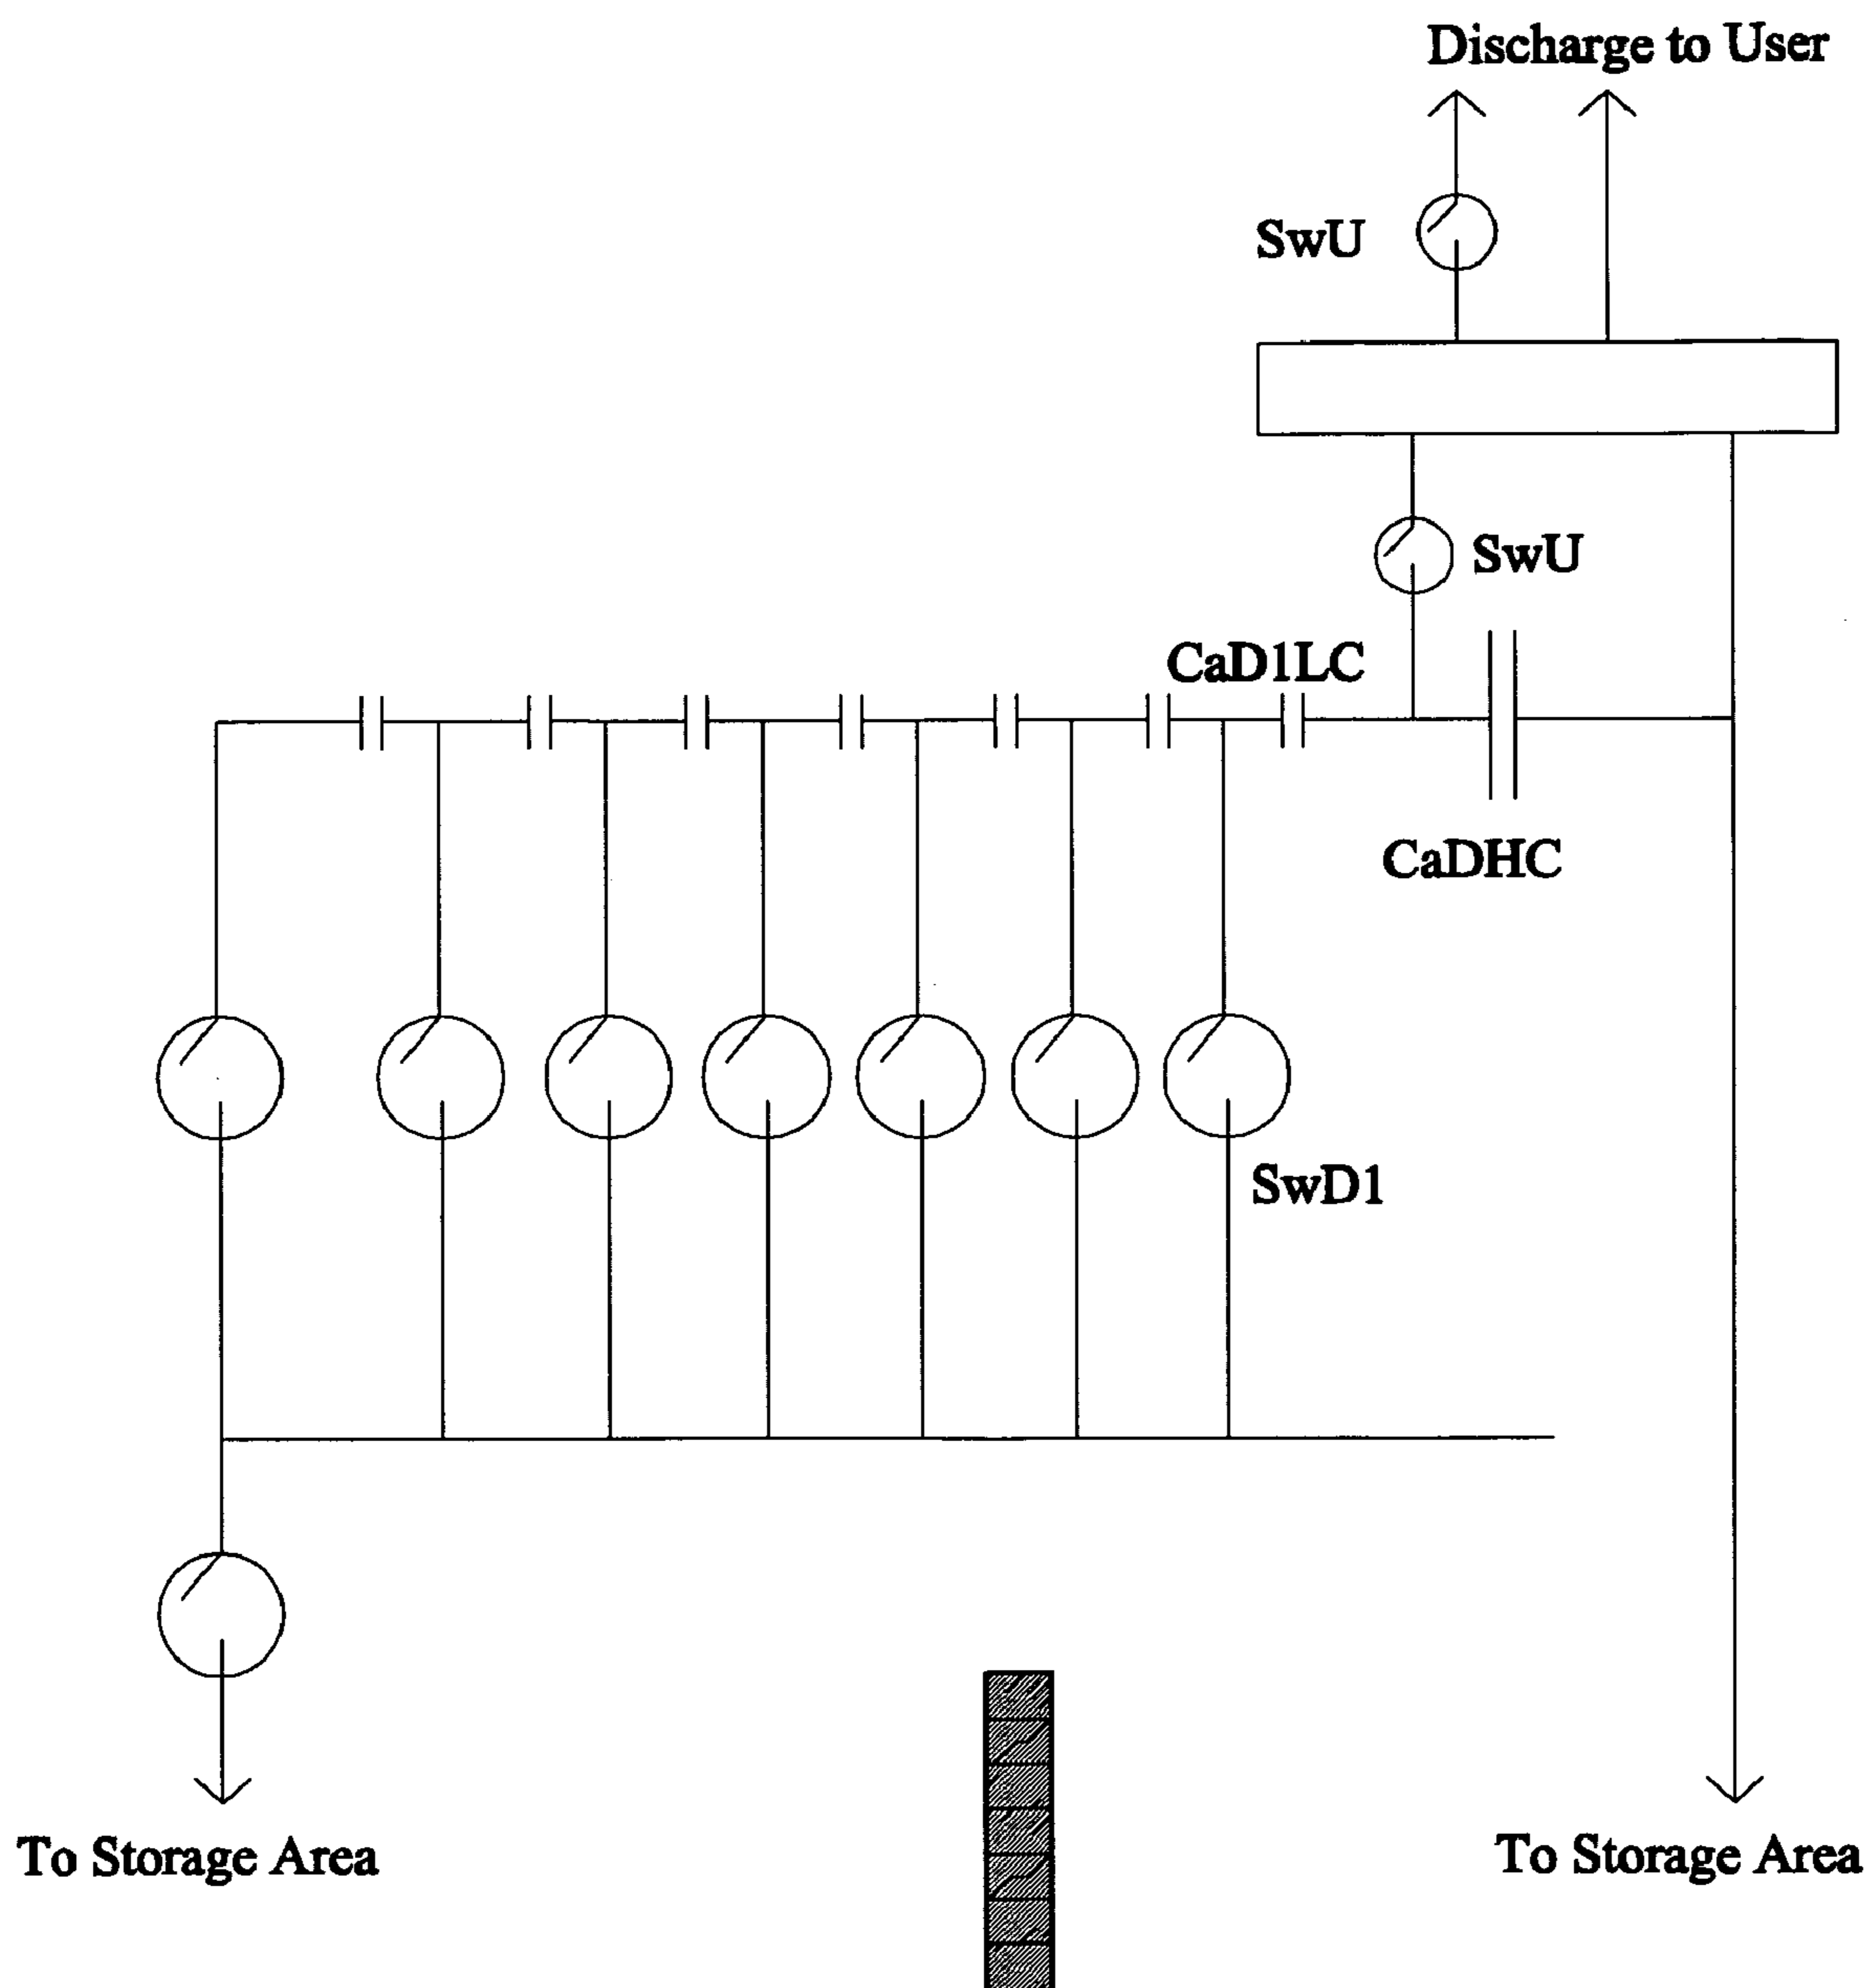 Discharge to User
SwU
SwU
CaD1LC
CaDHC
SwD1
To Storage Area
To Storage Area